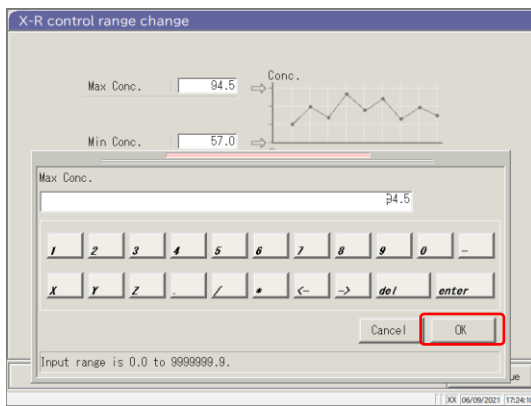 X-R control range change
Conc.
Max Conc. 94.5
Min Conc. 57.0
Max Conc.
94.5
1 2 3 4 5 6 7 8 9 0 -
X Y Z . / * <- -> del enter
Cancel OK
Input range is 0.0 to 9999999.9.
XX 06/09/2021